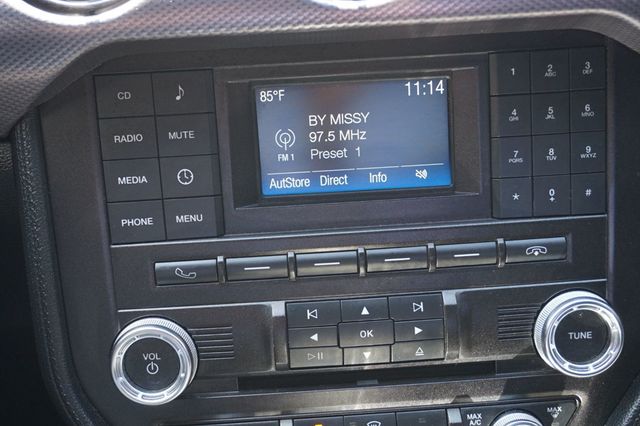 85°F 11:14
BY MISSY
97.5 MHz
FM 1 Preset 1
AutoStore Direct Info
CD
RADIO MUTE
MEDIA
PHONE MENU
1 2 ABC 3 DEF
4 GHI 5 JKL 6 MNO
7 PQRS 8 TUV 9 WXYZ
* 0 #
OK
VOL
TUNE
MAX A/C
MAX